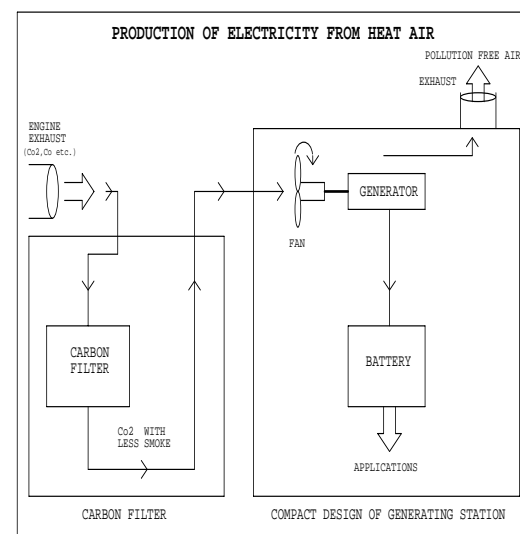 PRODUCTION OF ELECTRICITY FROM HEAT AIR
POLLUTION FREE AIR
EXHAUST
ENGINE
EXHAUST
(Co2,Co etc.)
GENERATOR
FAN
CARBON
FILTER
BATTERY
Co2 WITH
LESS SMOKE
APPLICATIONS
CARBON FILTER
COMPACT DESIGN OF GENERATING STATION